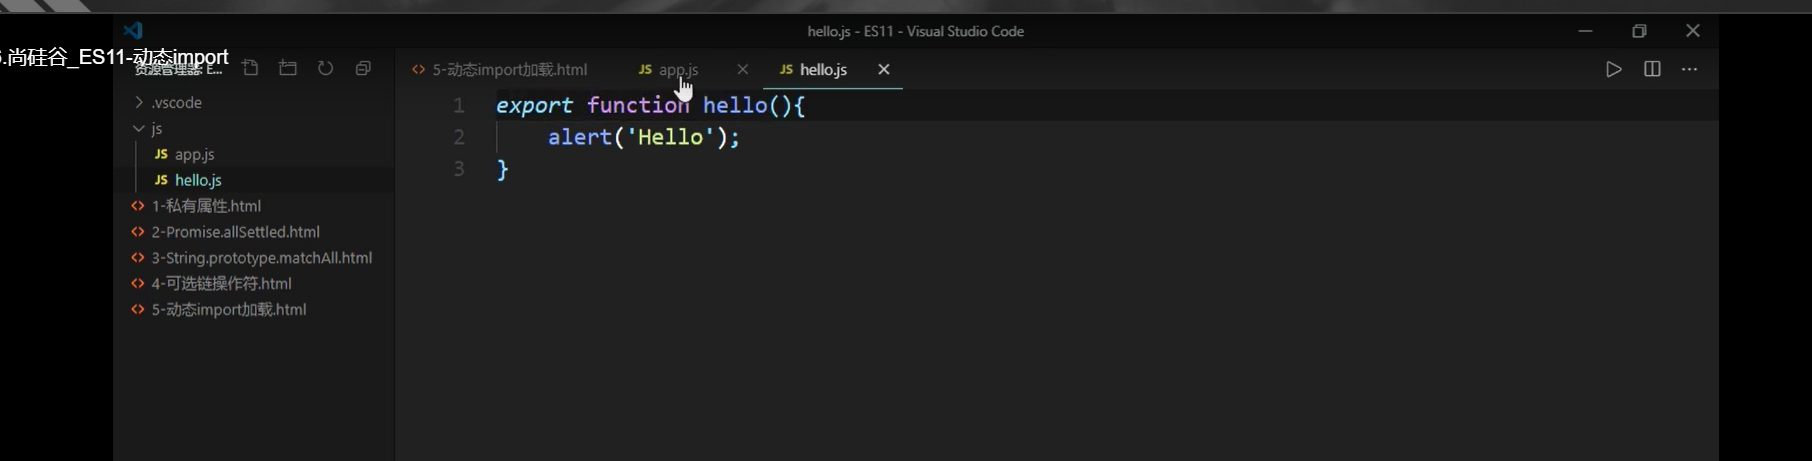 hello.js - ES11 - Visual Studio Code
.尚硅谷_ES11-动态import
资源管理器: E...
5-动态import加载.html
JS app.js
JS hello.js
.vscode
js
JS app.js
JS hello.js
1-私有属性.html
2-Promise.allSettled.html
3-String.prototype.matchAll.html
4-可选链操作符.html
5-动态import加载.html
1 export function hello(){
2 alert('Hello');
3 }